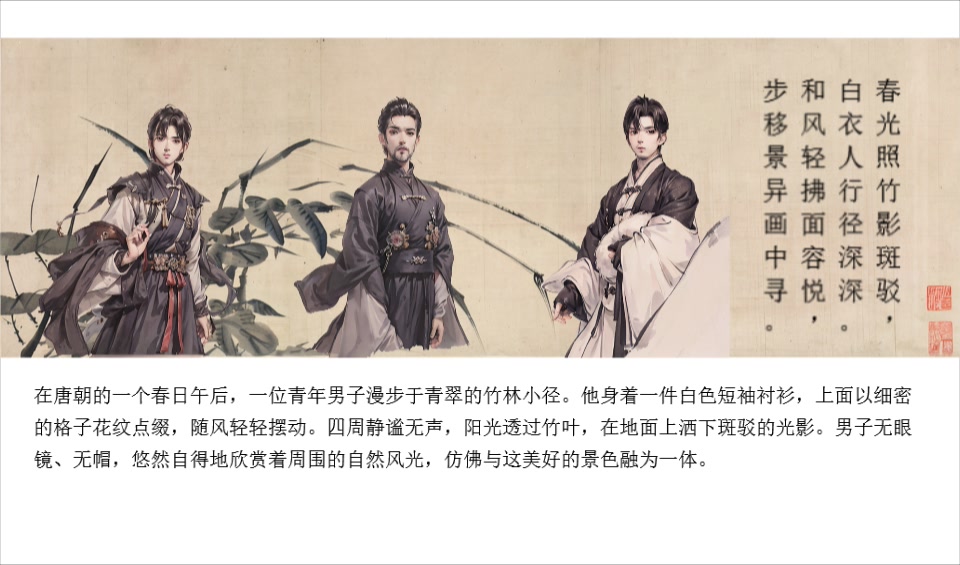 春光照竹影斑驳，
白衣人行径深深。
和风轻拂面容悦，
步移景异画中寻。
在唐朝的一个春日午后，一位青年男子漫步于青翠的竹林小径。他身着一件白色短袖衬衫，上面以细密
的格子花纹点缀，随风轻轻摆动。四周静谧无声，阳光透过竹叶，在地面上洒下斑驳的光影。男子无眼
镜、无帽，悠然自得地欣赏着周围的自然风光，仿佛与这美好的景色融为一体。